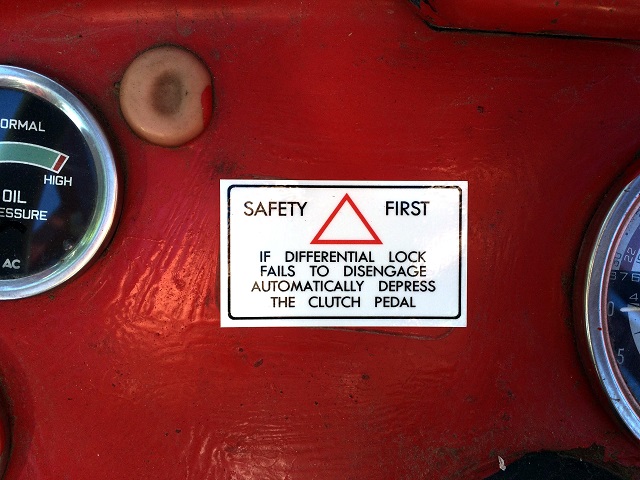 ORMAL
HIGH
OIL
ESSURE
AC
SAFETY FIRST
IF DIFFERENTIAL LOCK
FAILS TO DISENGAGE
AUTOMATICALLY DEPRESS
THE CLUTCH PEDAL